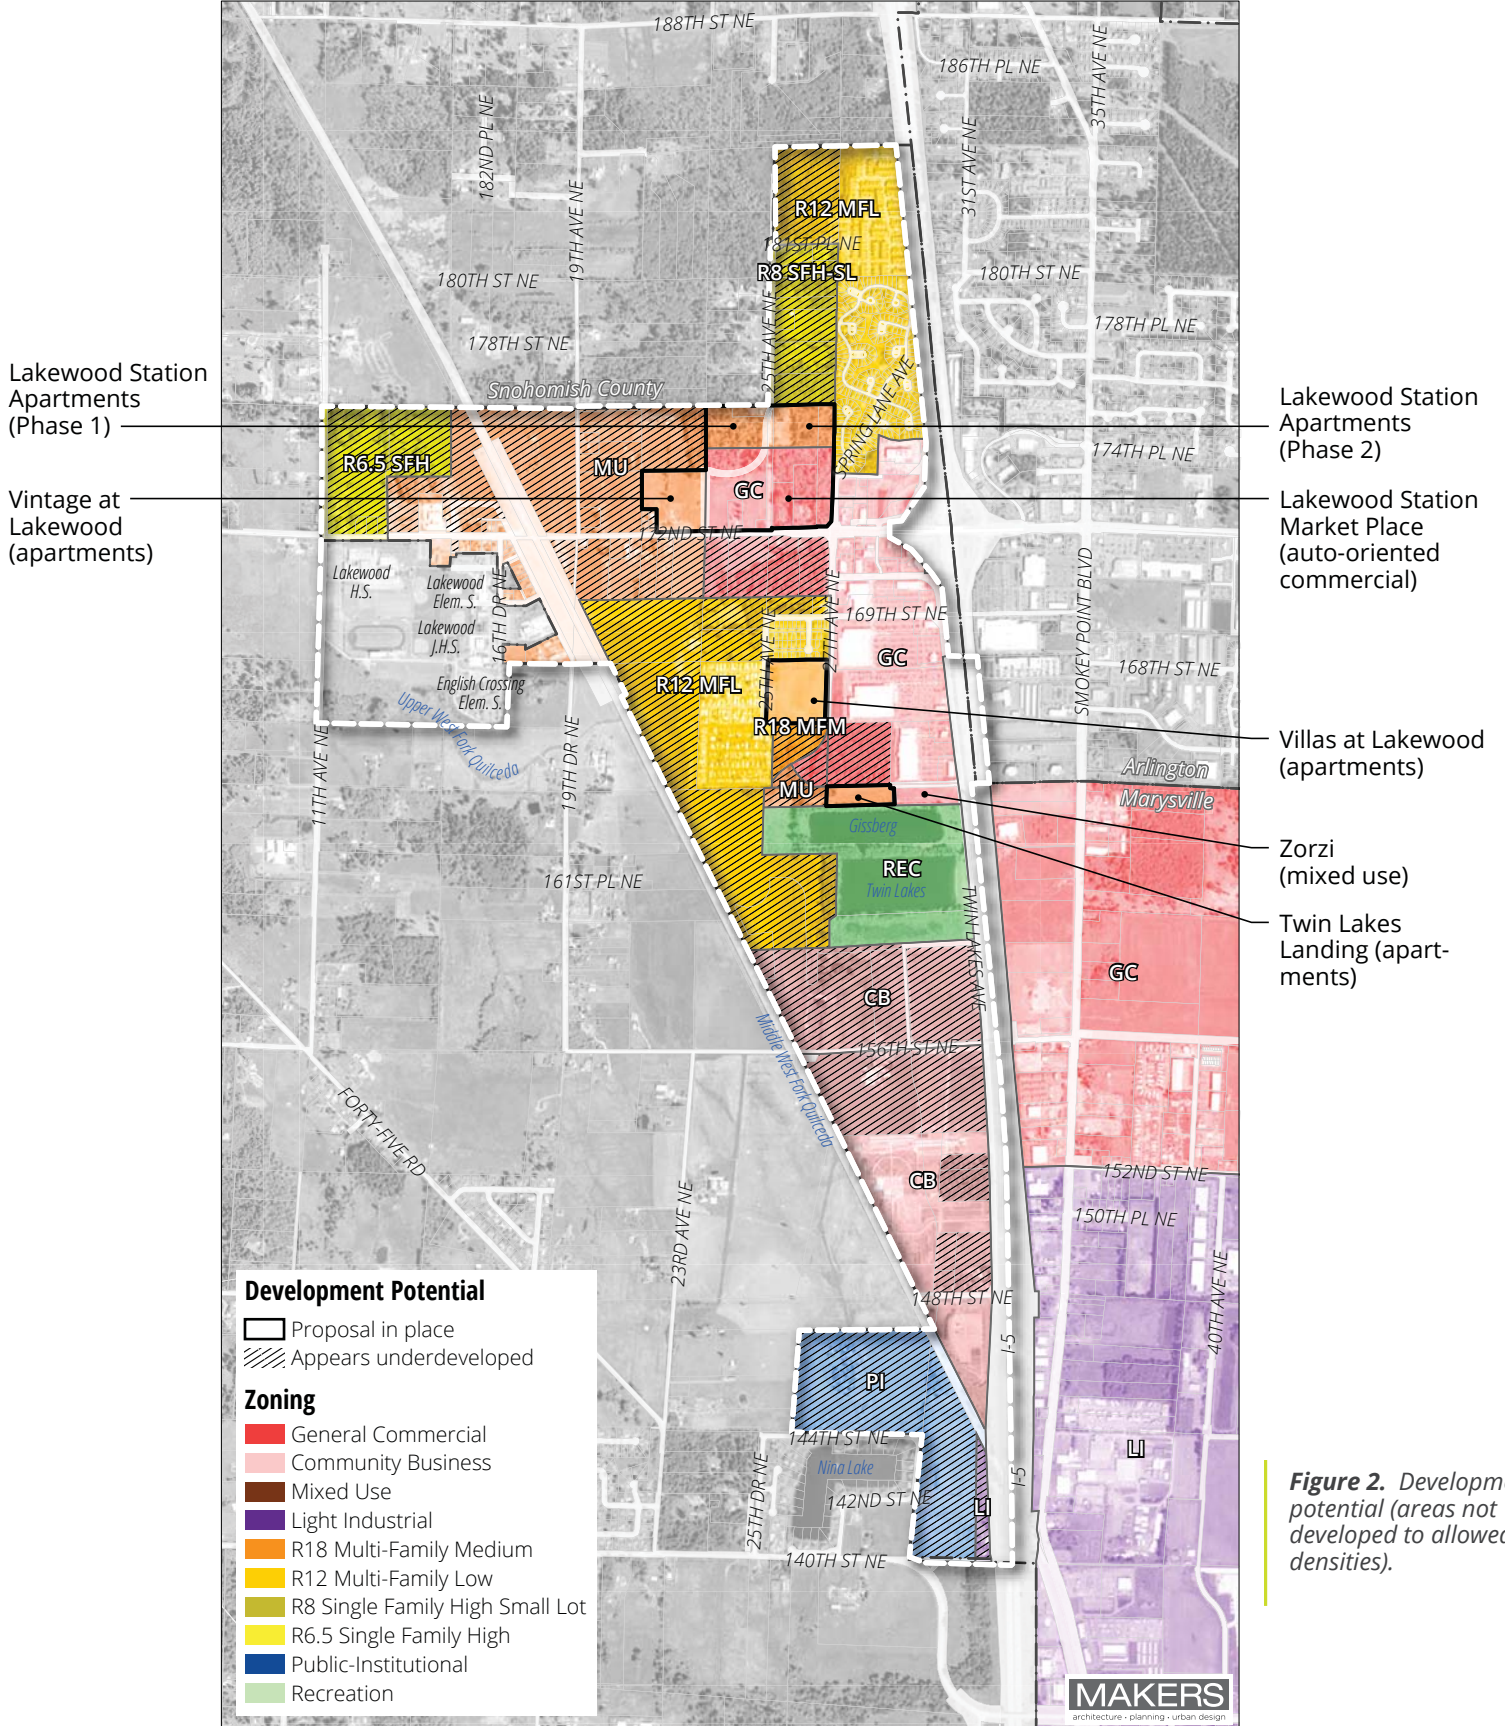 188TH ST NE
186TH PL NE
35TH AVE NE
182ND PL NE
31ST AVE NE
19TH AVE NE
R12 MFL
181ST PL NE
R8 SFH-SL
180TH ST NE
180TH ST NE
25TH AVE NE
178TH PL NE
178TH ST NE
Snohomish County
SPRING LANE AVE
174TH PL NE
Lakewood Station
Apartments
(Phase 1)
Vintage at
Lakewood
(apartments)
Lakewood Station
Apartments
(Phase 2)
Lakewood Station
Market Place
(auto-oriented
commercial)
R6.5 SFH
MU
GC
172ND ST NE
Lakewood
H.S.
Lakewood
Elem. S.
Lakewood
J.H.S.
English Crossing
Elem. S.
16TH DR NE
Upper West Fork Quilceda
11TH AVE NE
19TH DR NE
25TH AVE NE
27TH AVE NE
169TH ST NE
GC
SMOKEY POINT BLVD
168TH ST NE
R12 MFL
R18 MFM
MU
Arlington
Marysville
Villas at Lakewood
(apartments)
Zorzi
(mixed use)
Twin Lakes
Landing (apart-
ments)
Gissberg
REC
Twin Lakes
161ST PL NE
TWIN LAKES AVE
GC
CB
156TH ST NE
Middle West Fork Quilceda
FORTY-FIVE RD
CB
152ND ST NE
150TH PL NE
23RD AVE NE
148TH ST NE
40TH AVE NE
I-5
PI
144TH ST NE
Nina Lake
142ND ST NE
25TH DR NE
140TH ST NE
LI
I-5
LI
Development Potential
Proposal in place
Appears underdeveloped
Zoning
General Commercial
Community Business
Mixed Use
Light Industrial
R18 Multi-Family Medium
R12 Multi-Family Low
R8 Single Family High Small Lot
R6.5 Single Family High
Public-Institutional
Recreation
Figure 2. Developm
potential (areas not
developed to allowed
densities).
MAKERS
architecture · planning · urban design